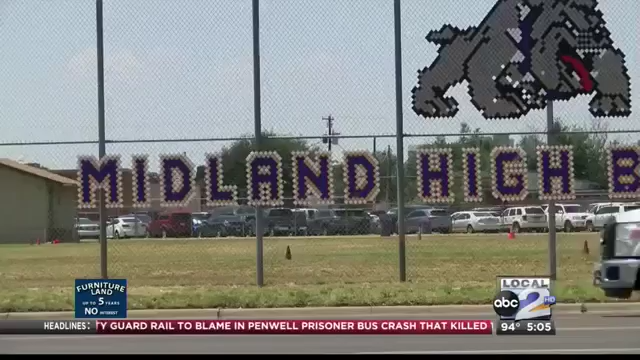 MIDLAND HIGH B
FURNITURE
LAND
UP TO 5 YEARS
NO INTEREST
LOCAL
abc 2 HD
94° 5:05
HEADLINES: TY GUARD RAIL TO BLAME IN PENWELL PRISONER BUS CRASH THAT KILLED